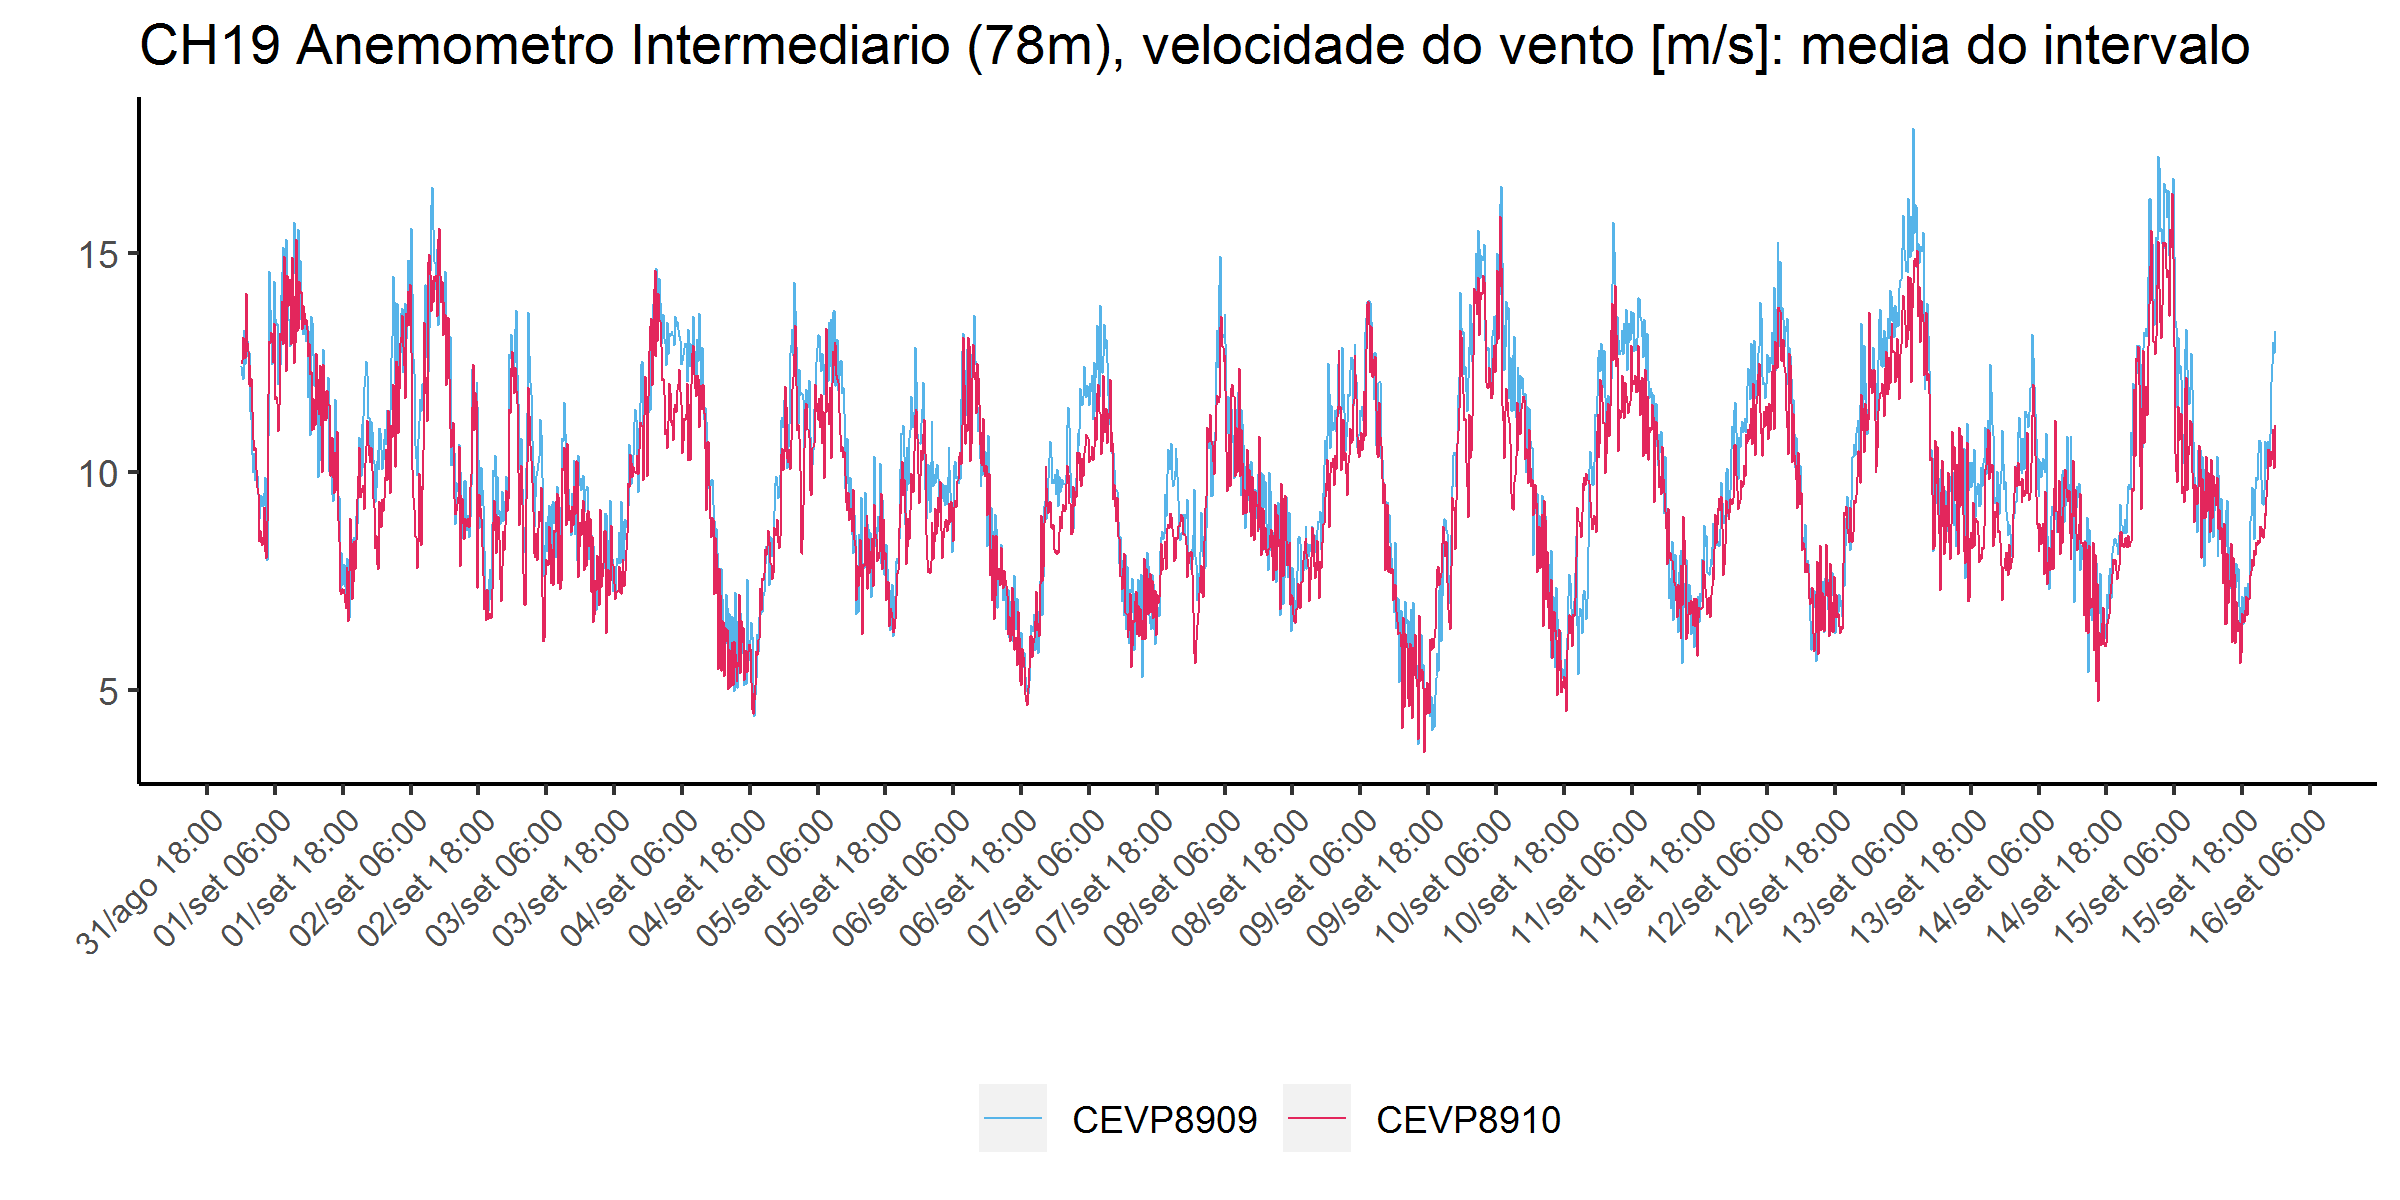 CH19 Anemometro Intermediario (78m), velocidade do vento [m/s]: media do intervalo
15
10
5
31/ago 18:00
01/set 06:00
01/set 18:00
02/set 06:00
02/set 18:00
03/set 06:00
03/set 18:00
04/set 06:00
04/set 18:00
05/set 06:00
05/set 18:00
06/set 06:00
06/set 18:00
07/set 06:00
07/set 18:00
08/set 06:00
08/set 18:00
09/set 06:00
09/set 18:00
10/set 06:00
10/set 18:00
11/set 06:00
11/set 18:00
12/set 06:00
12/set 18:00
13/set 06:00
13/set 18:00
14/set 06:00
14/set 18:00
15/set 06:00
15/set 18:00
16/set 06:00
CEVP8909
CEVP8910